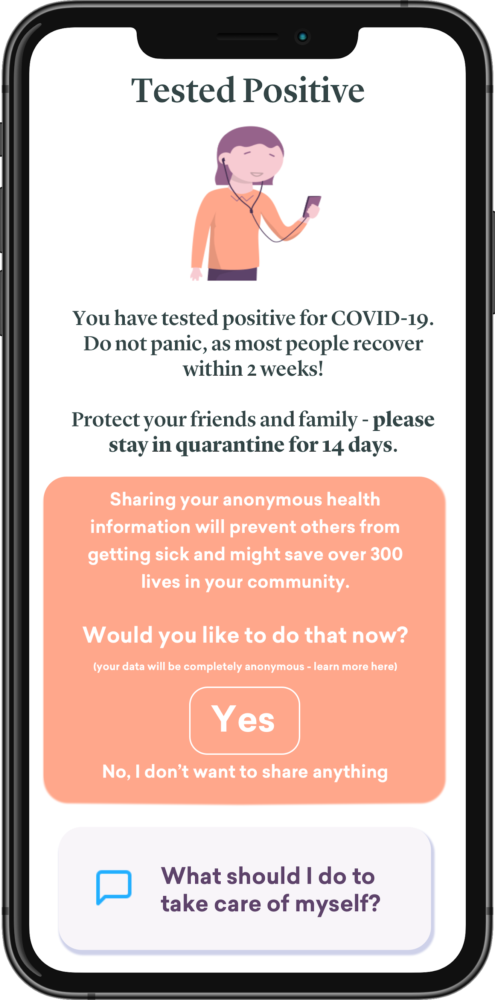 Tested Positive
You have tested positive for COVID-19.
Do not panic, as most people recover
within 2 weeks!
Protect your friends and family - please
stay in quarantine for 14 days.
Sharing your anonymous health
information will prevent others from
getting sick and might save over 300
lives in your community.
Would you like to do that now?
(your data will be completely anonymous - learn more here)
Yes
No, I don’t want to share anything
What should I do to
take care of myself?